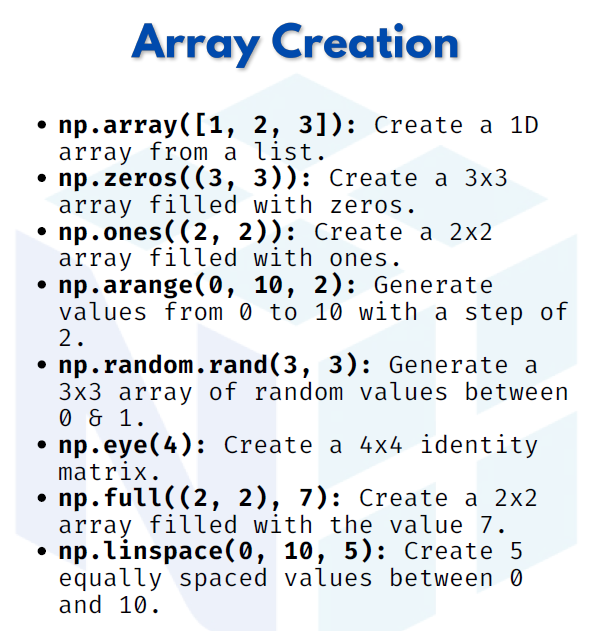 Array Creation
• np.array([1, 2, 3]): Create a 1D
array from a list.
• np.zeros((3, 3)): Create a 3x3
array filled with zeros.
• np.ones((2, 2)): Create a 2x2
array filled with ones.
• np.arange(0, 10, 2): Generate
values from 0 to 10 with a step of
2.
• np.random.rand(3, 3): Generate a
3x3 array of random values between
0 & 1.
• np.eye(4): Create a 4x4 identity
matrix.
• np.full((2, 2), 7): Create a 2x2
array filled with the value 7.
• np.linspace(0, 10, 5): Create 5
equally spaced values between 0
and 10.